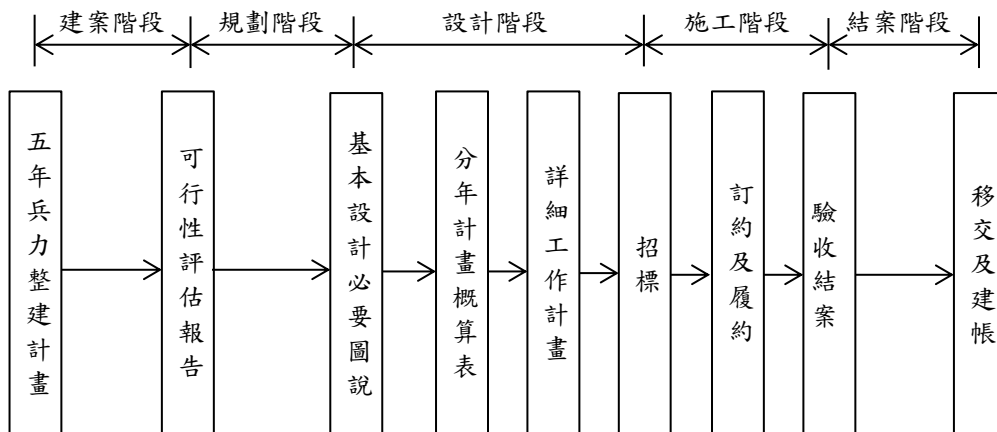 建案階段
規劃階段
設計階段
施工階段
結案階段
五年兵力整建計畫
可行性評估報告
基本設計必要圖說
分年計畫概算表
詳細工作計畫
招標
訂約及履約
驗收結案
移交及建帳